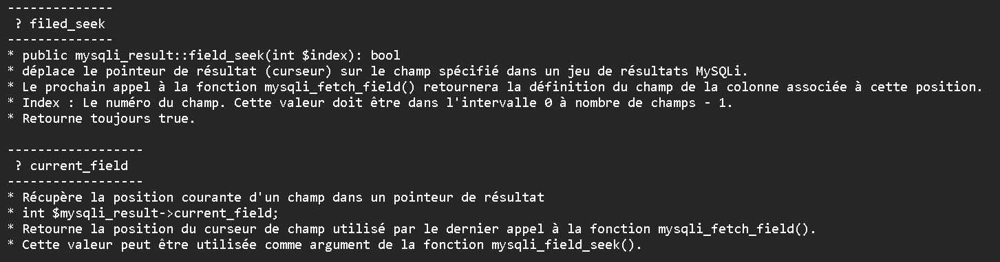 --------------
? filed_seek
--------------
* public mysqli_result::field_seek(int $index): bool
* déplace le pointeur de résultat (curseur) sur le champ spécifié dans un jeu de résultats MySQLi.
* Le prochain appel à la fonction mysqli_fetch_field() retournera la définition du champ de la colonne associée à cette position.
* Index : Le numéro du champ. Cette valeur doit être dans l'intervalle 0 à nombre de champs - 1.
* Retourne toujours true.
------------------
? current_field
------------------
* Récupère la position courante d'un champ dans un pointeur de résultat
* int $mysqli_result->current_field;
* Retourne la position du curseur de champ utilisé par le dernier appel à la fonction mysqli_fetch_field().
* Cette valeur peut être utilisée comme argument de la fonction mysqli_field_seek().